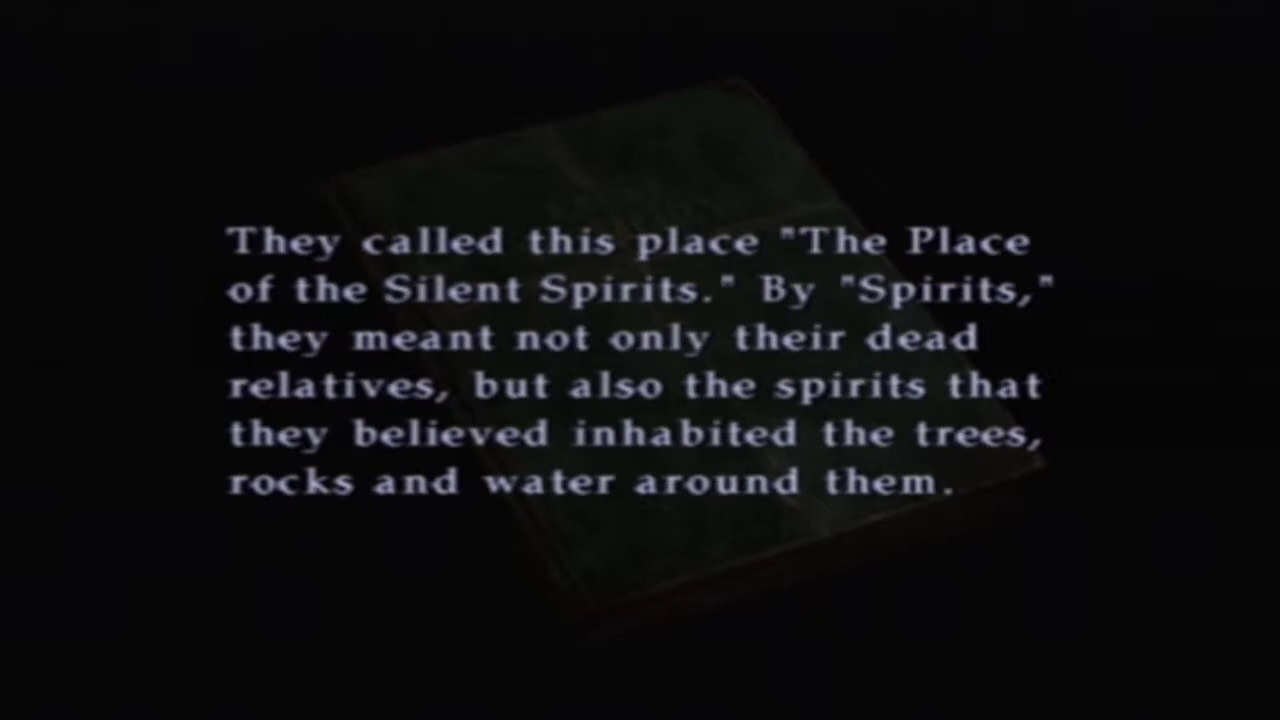 They called this place "The Place
of the Silent Spirits." By "Spirits,"
they meant not only their dead
relatives, but also the spirits that
they believed inhabited the trees,
rocks and water around them.